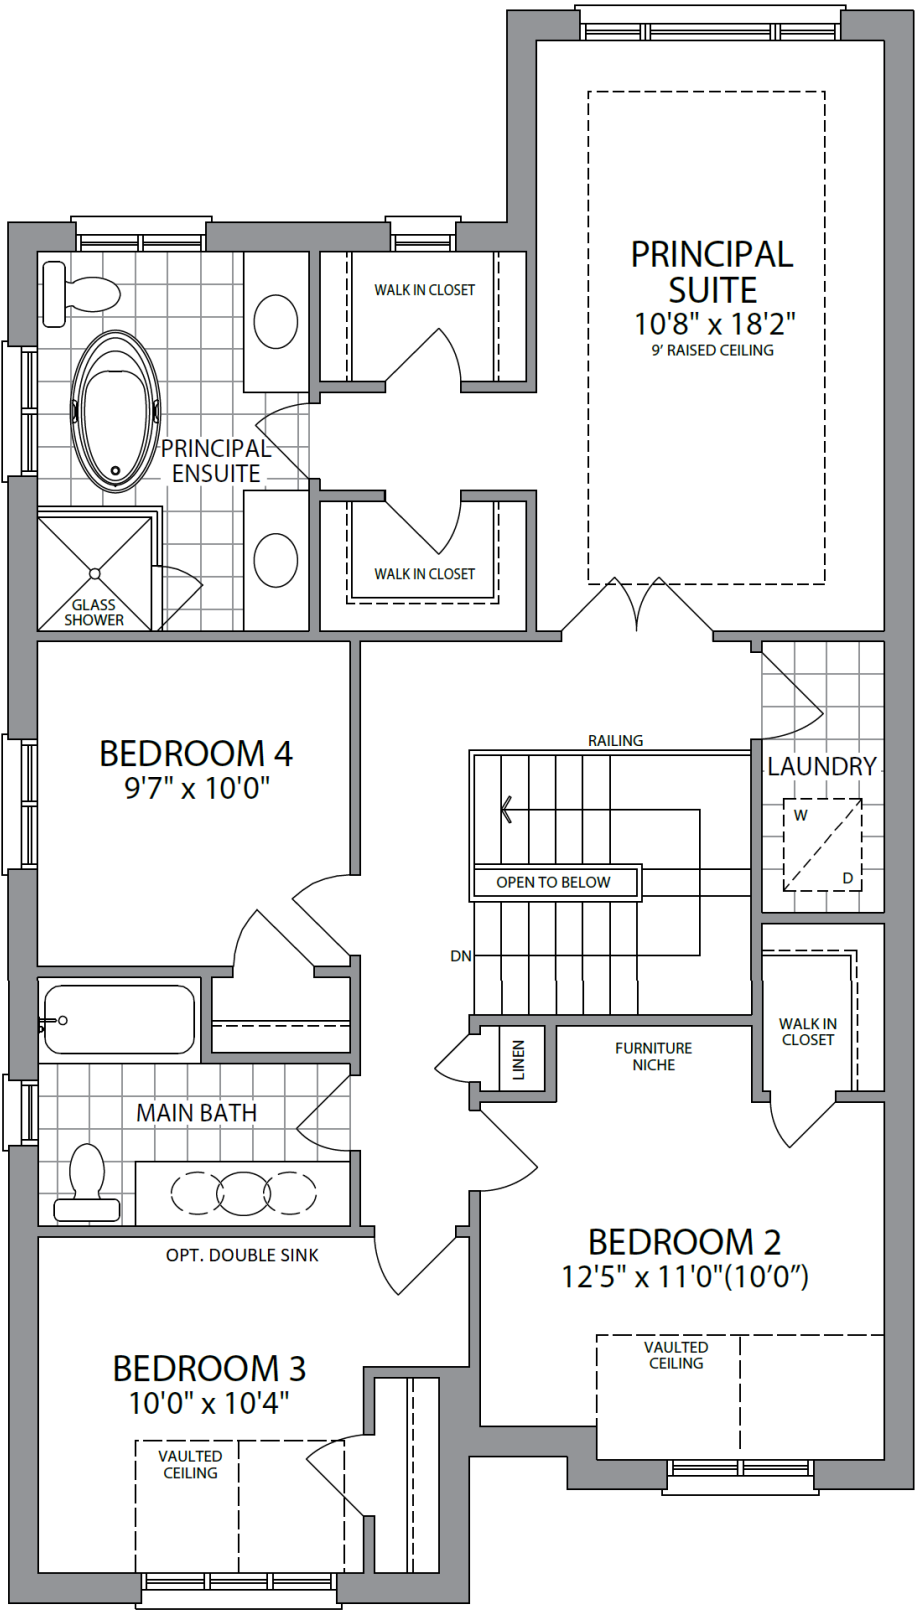 PRINCIPAL
SUITE
10'8" x 18'2"
9' RAISED CEILING
WALK IN CLOSET
PRINCIPAL
ENSUITE
WALK IN CLOSET
GLASS
SHOWER
BEDROOM 4
9'7" x 10'0"
RAILING
LAUNDRY
W
D
OPEN TO BELOW
DN
WALK IN
CLOSET
LINEN
FURNITURE
NICHE
MAIN BATH
OPT. DOUBLE SINK
BEDROOM 2
12'5" x 11'0"(10'0")
VAULTED
CEILING
BEDROOM 3
10'0" x 10'4"
VAULTED
CEILING